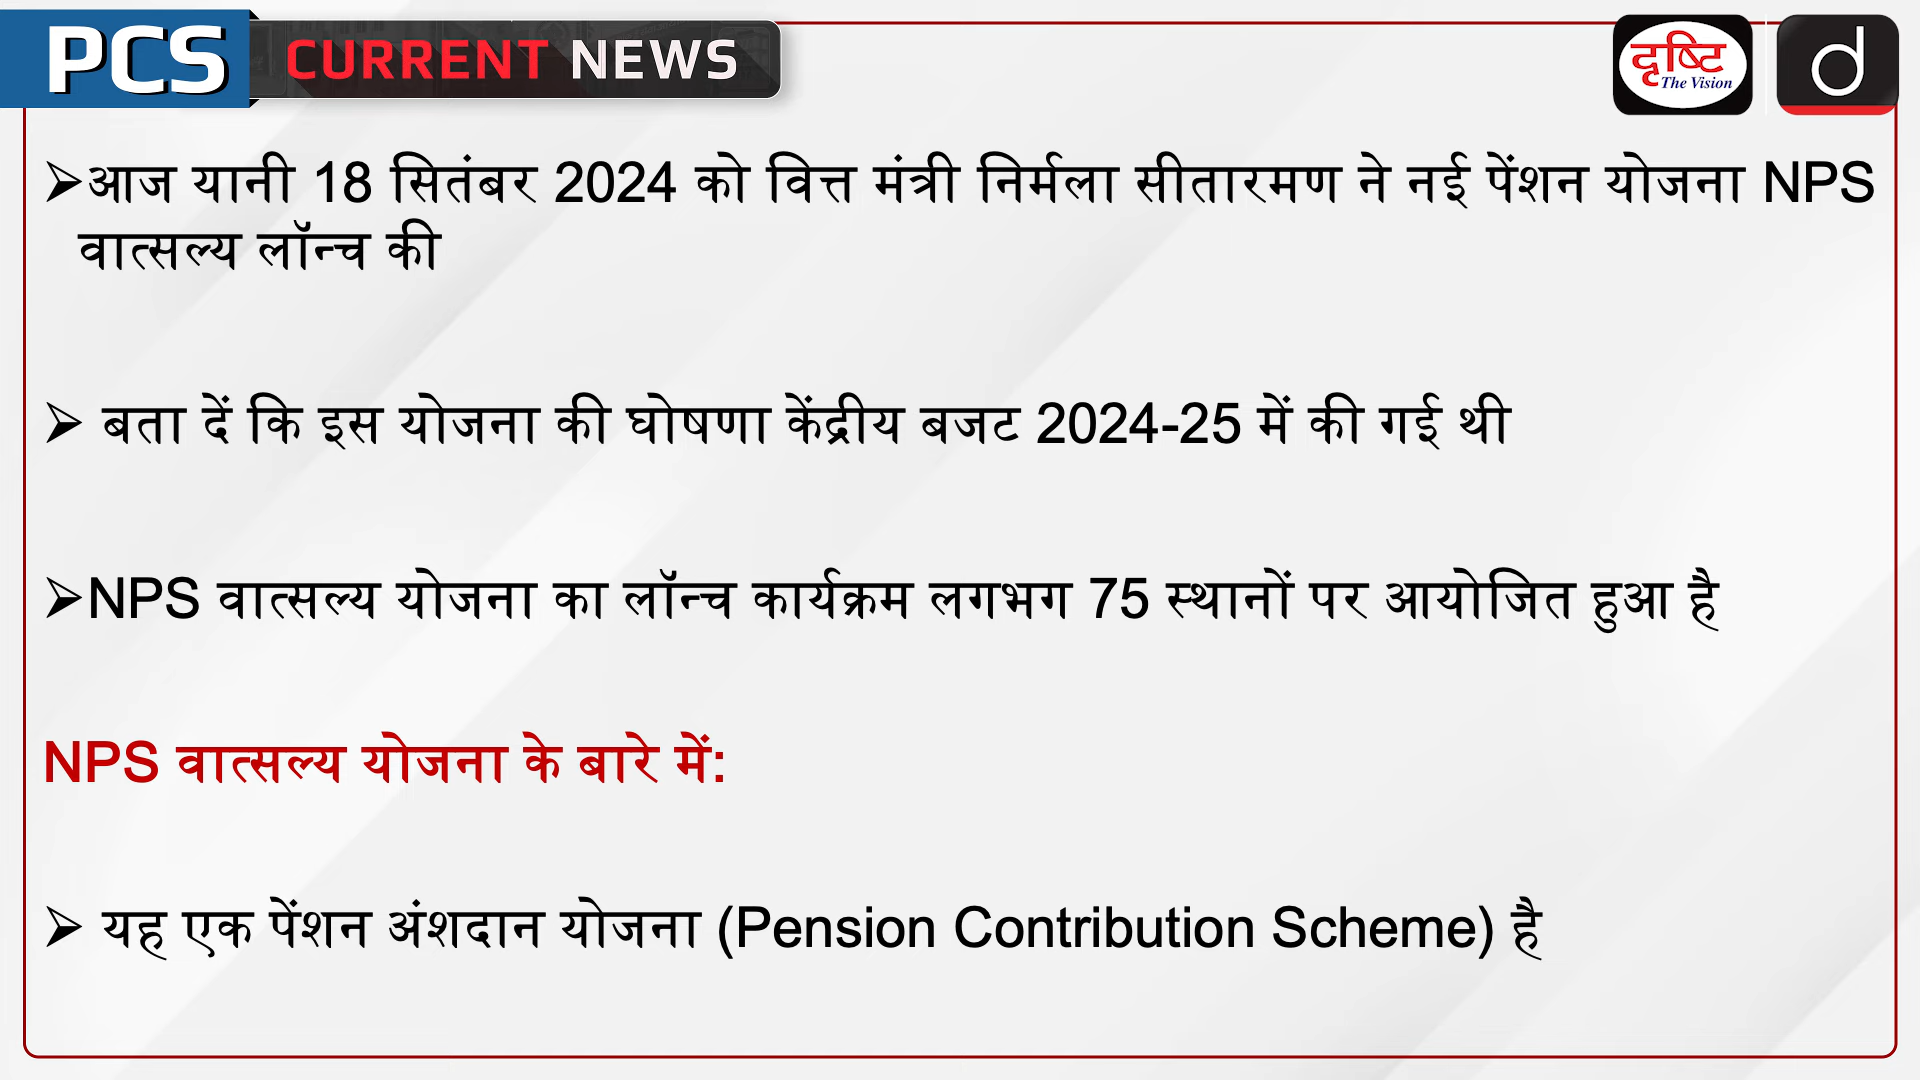 PCS CURRENT NEWS
दृष्टि
The Vision
d
➢आज यानी 18 सितंबर 2024 को वित्त मंत्री निर्मला सीतारमण ने नई पेंशन योजना NPS
वात्सल्य लॉन्च की
➢ बता दें कि इस योजना की घोषणा केंद्रीय बजट 2024-25 में की गई थी
➢NPS वात्सल्य योजना का लॉन्च कार्यक्रम लगभग 75 स्थानों पर आयोजित हुआ है
NPS वात्सल्य योजना के बारे में:
➢ यह एक पेंशन अंशदान योजना (Pension Contribution Scheme) है